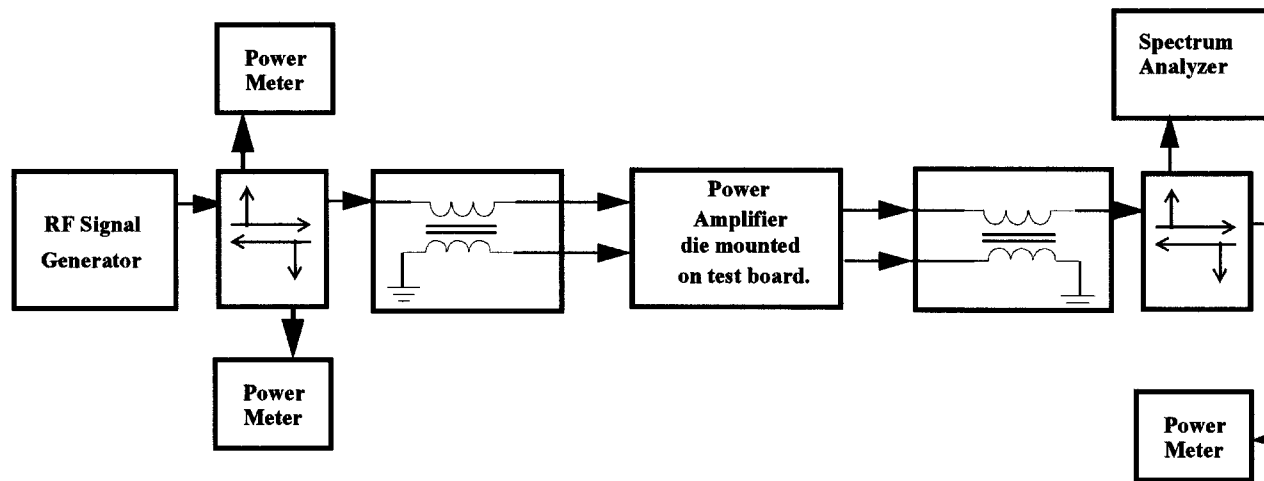 Power
Meter
RF Signal
Generator
Power
Meter
Power
Amplifier
die mounted
on test board.
Spectrum
Analyzer
Power
Meter